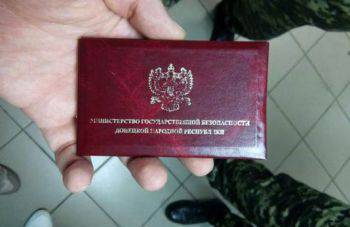 МИНИСТЕРСТВО ГОСУДАРСТВЕННОЙ БЕЗОПАСНОСТИ
ДОНЕЦКОЙ НАРОДНОЙ РЕСПУБЛИКИ